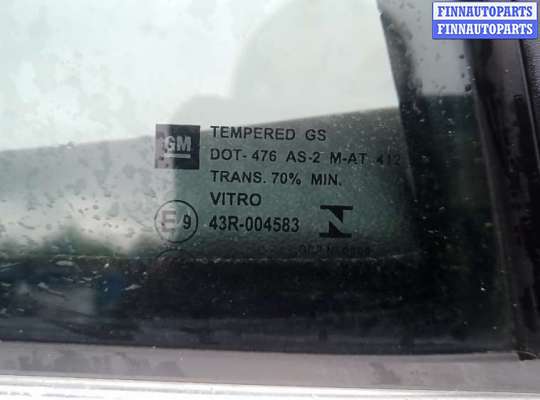 FINNAUTOPARTS
FINNAUTOPARTS
GM
TEMPERED GS
DOT- 476 AS-2 M-AT 412
TRANS. 70% MIN.
VITRO
E9 43R-004583
N